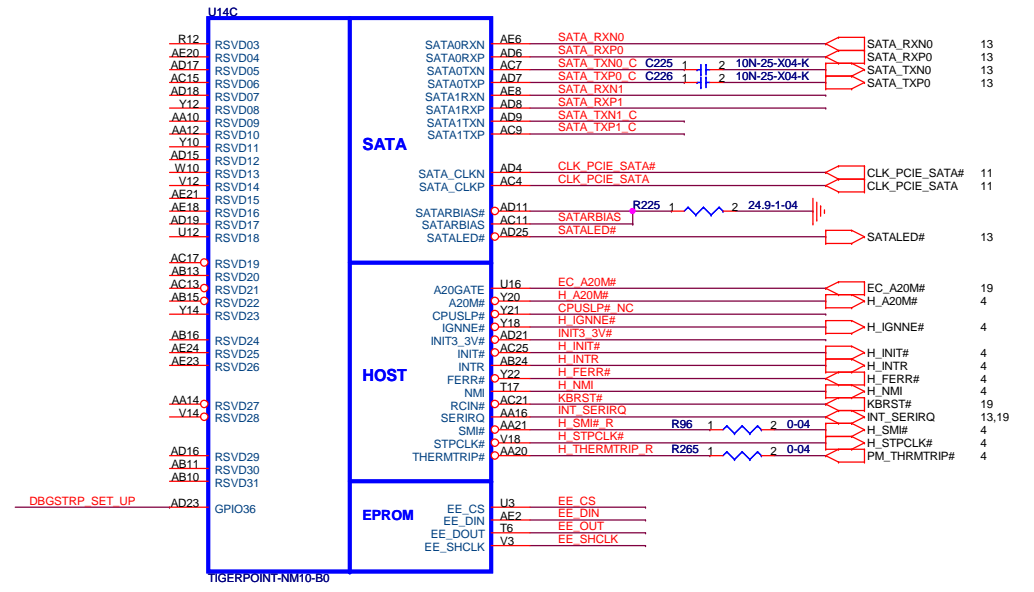 U14C
R12 RSVD03 SATA0RXN AE6 SATA_RXN0 SATA_RXN0 13
AE20 RSVD04 SATA0RXP AD6 SATA_RXP0 SATA_RXP0 13
AD17 RSVD05 SATA0TXN AC7 SATA_TXN0_C C225 1 2 10N-25-X04-K SATA_TXN0 13
AC15 RSVD06 SATA0TXP AD7 SATA_TXP0_C C226 1 2 10N-25-X04-K SATA_TXP0 13
AD18 RSVD07 SATA1RXN AE8 SATA_RXN1
Y12 RSVD08 SATA1RXP AD8 SATA_RXP1
AA10 RSVD09 SATA1TXN AD9 SATA_TXN1_C
AA12 RSVD10 SATA1TXP AC9 SATA_TXP1_C
Y10 RSVD11 SATA
AD15 RSVD12
W10 RSVD13 SATA_CLKN AD4 CLK_PCIE_SATA# CLK_PCIE_SATA# 11
V12 RSVD14 SATA_CLKP AC4 CLK_PCIE_SATA CLK_PCIE_SATA 11
AE21 RSVD15
AE18 RSVD16 SATARBIAS# AD11 R225 1 2 24.9-1-04
AD19 RSVD17 SATARBIAS AC11 SATARBIAS
U12 RSVD18 SATALED# AD25 SATALED# SATALED# 13
AC17 RSVD19
AB13 RSVD20
AC13 RSVD21 A20GATE U16 EC_A20M# EC_A20M# 19
AB15 RSVD22 A20M# Y20 H_A20M# H_A20M# 4
Y14 RSVD23 CPUSLP# Y21 CPUSLP#_NC
IGNNE# Y18 H_IGNNE# H_IGNNE# 4
AB16 RSVD24 INIT3_3V# AD21 INIT3_3V#
AE24 RSVD25 INIT# AC25 H_INIT# H_INIT# 4
AE23 RSVD26 INTR AB24 H_INTR H_INTR 4
HOST FERR# Y22 H_FERR# H_FERR# 4
NMI T17 H_NMI H_NMI 4
AA14 RSVD27 RCIN# AC21 KBRST# KBRST# 19
V14 RSVD28 SERIRQ AA16 INT_SERIRQ INT_SERIRQ 13,19
SMI# AA21 H_SMI#_R R96 1 2 0-04 H_SMI# 4
STPCLK# V18 H_STPCLK# H_STPCLK# 4
AD16 RSVD29 THERMTRIP# AA20 H_THERMTRIP_R R265 1 2 0-04 PM_THRMTRIP# 4
AB11 RSVD30
AB10 RSVD31
DBGSTRP_SET_UP AD23 GPIO36 EPROM EE_CS U3 EE_CS
EE_DIN AE2 EE_DIN
EE_DOUT T6 EE_OUT
EE_SHCLK V3 EE_SHCLK
TIGERPOINT-NM10-B0